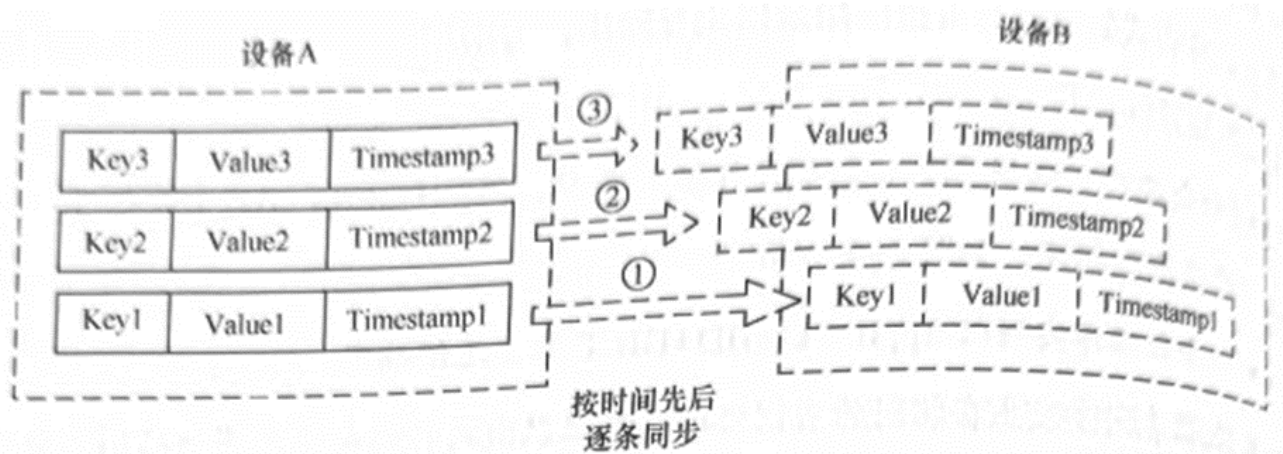 设备A
设备B
③
Key3 Value3 Timestamp3
Key3 Value3 Timestamp3
②
Key2 Value2 Timestamp2
Key2 Value2 Timestamp2
①
Key1 Value1 Timestamp1
Key1 Value1 Timestamp1
按时间先后
逐条同步